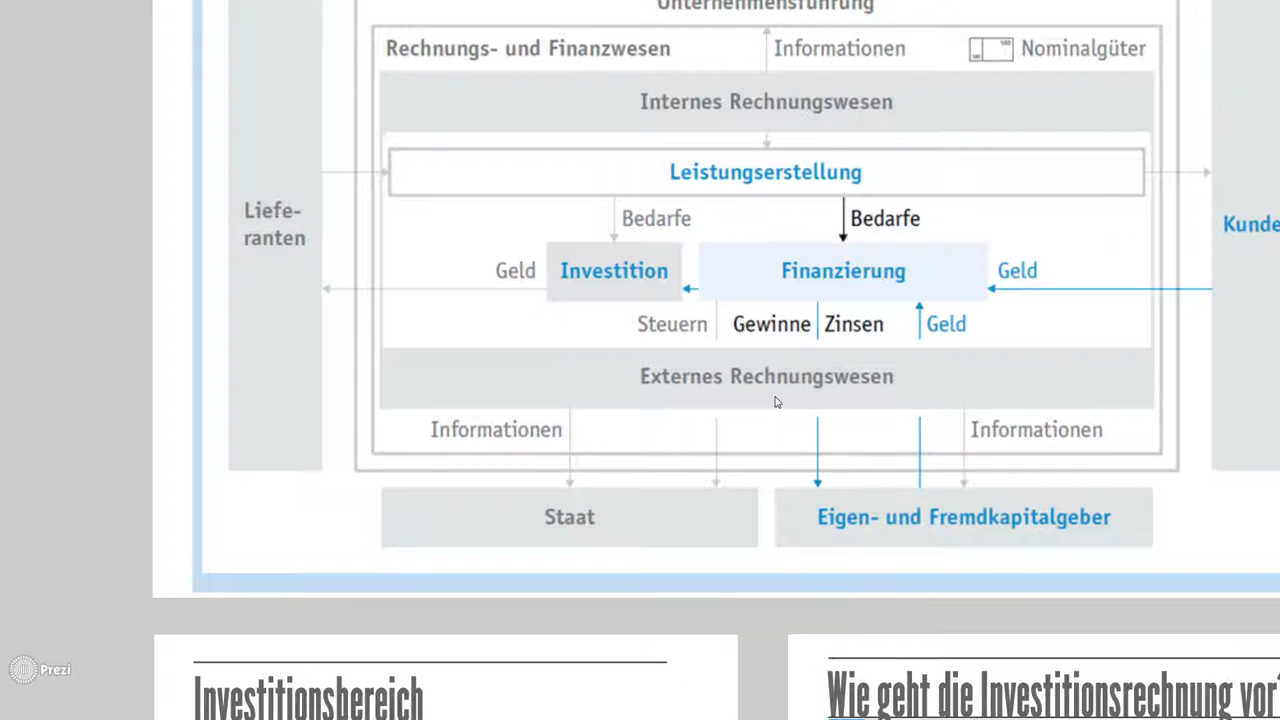 Unternehmensführung
Rechnungs- und Finanzwesen
Informationen
Nominalgüter
Internes Rechnungswesen
Leistungserstellung
Liefe-
ranten
Bedarfe
Bedarfe
Kunde
Geld
Investition
Finanzierung
Geld
Steuern
Gewinne
Zinsen
Geld
Externes Rechnungswesen
Informationen
Informationen
Staat
Eigen- und Fremdkapitalgeber
Prezi
Investitionsbereich
Wie geht die Investitionsrechnung vor?